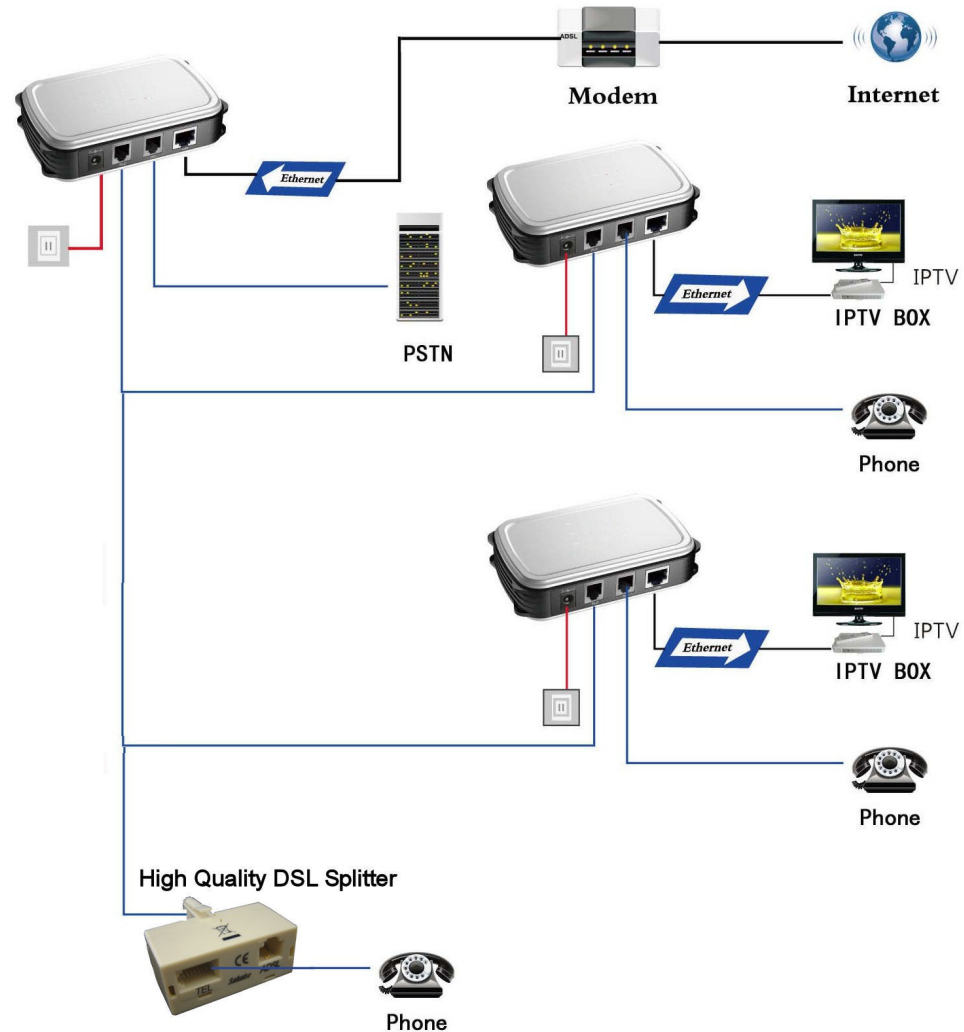 ADSL
Modem
Internet
Ethernet
PSTN
Ethernet
IPTV
IPTV BOX
Phone
Ethernet
IPTV
IPTV BOX
Phone
High Quality DSL Splitter
TEL
CE
ADSL
Phone